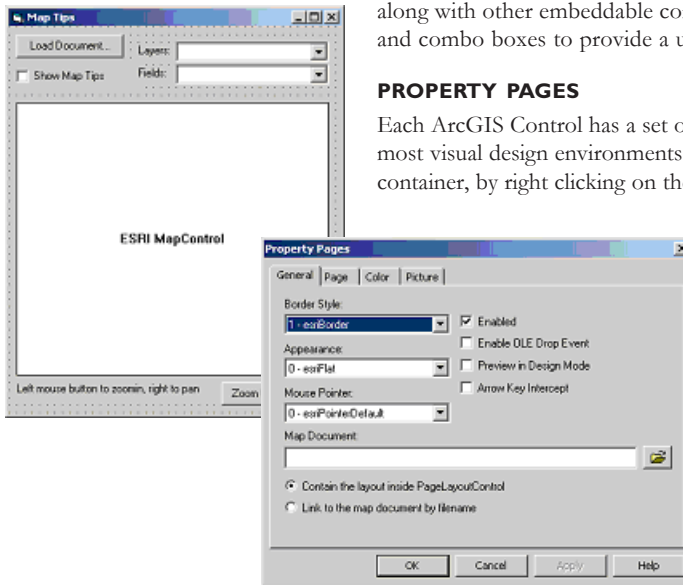 along with other embeddable co
and combo boxes to provide a u
PROPERTY PAGES
Each ArcGIS Control has a set o
most visual design environments
container, by right clicking on th
Map Tips
Load Document...
Layers:
Show Map Tips
Fields:
ESRI MapControl
Left mouse button to zoomin, right to pan
Zoom
Property Pages
General Page Color Picture
Border Style:
1 - esriBorder
Enabled
Enable OLE Drop Event
Appearance:
0 - esriFlat
Preview in Design Mode
Arrow Key Intercept
Mouse Pointer:
0 - esriPointerDefault
Map Document:
Contain the layout inside PageLayoutControl
Link to the map document by filename
OK Cancel Apply Help